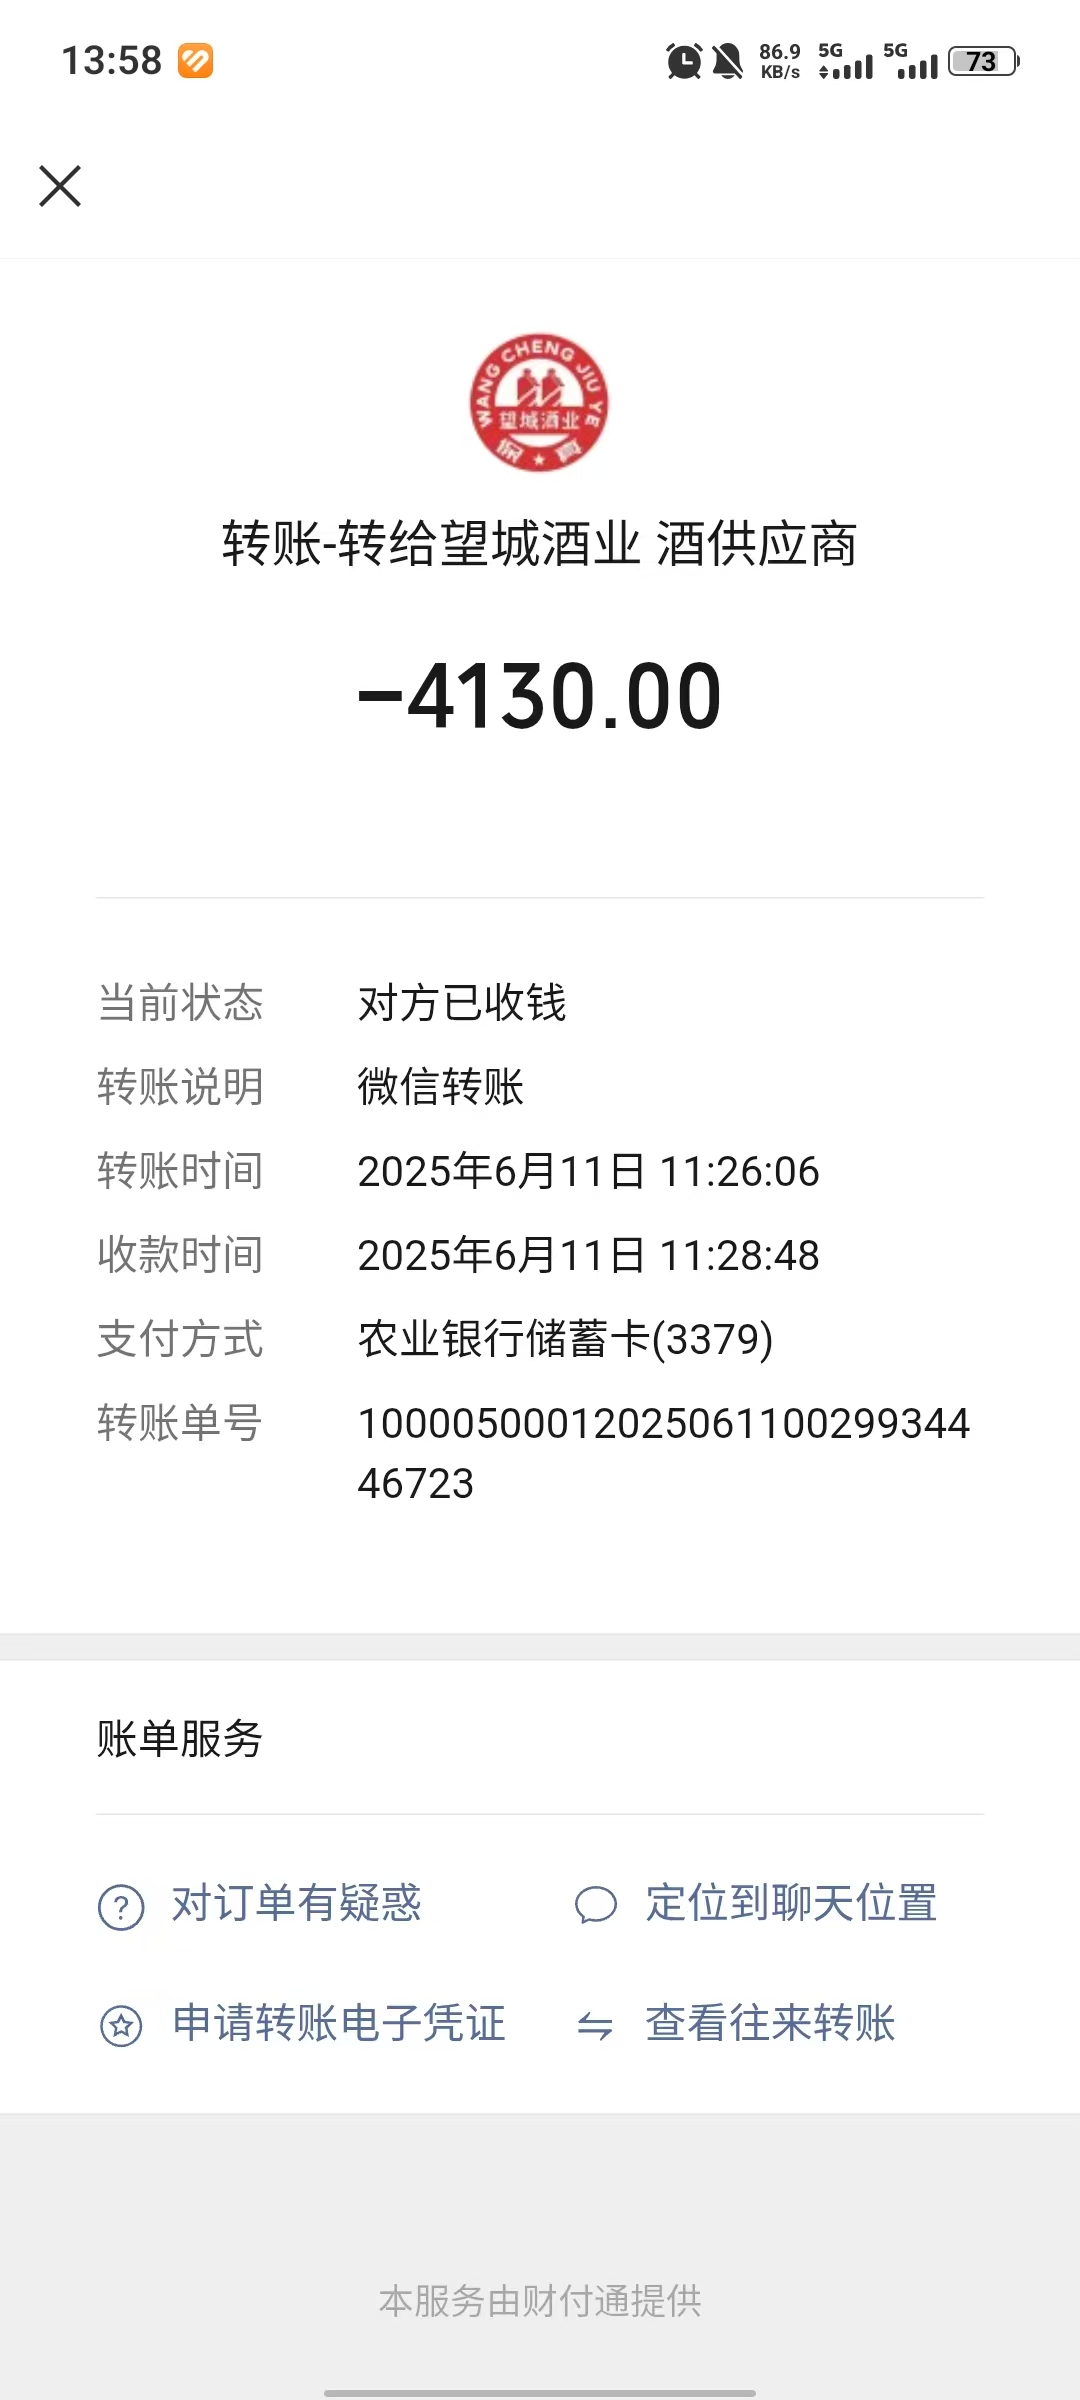 13:58
86.9
KB/s
5G
5G
73
WANG CHENG JIU YE
望城酒业
保真
转账-转给望城酒业 酒供应商
-4130.00
当前状态 对方已收钱
转账说明 微信转账
转账时间 2025年6月11日 11:26:06
收款时间 2025年6月11日 11:28:48
支付方式 农业银行储蓄卡(3379)
转账单号 10000500012025061100299344
46723
账单服务
对订单有疑惑 定位到聊天位置
申请转账电子凭证 查看往来转账
本服务由财付通提供